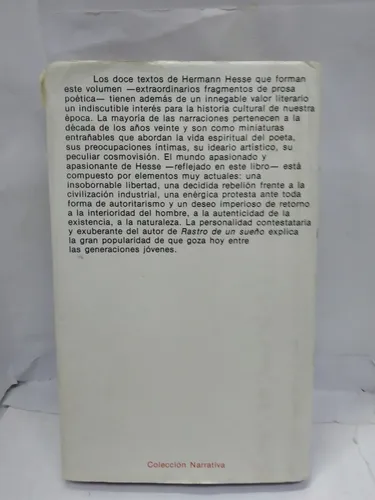 Los doce textos de Hermann Hesse que forman
este volumen —extraordinarios fragmentos de prosa
poética— tienen además de un innegable valor literario
un indiscutible interés para la historia cultural de nuestra
época. La mayoría de las narraciones pertenecen a la
década de los años veinte y son como miniaturas
entrañables que abordan la vida espiritual del poeta,
sus preocupaciones íntimas, su ideario artístico, su
peculiar cosmovisión. El mundo apasionado y
apasionante de Hesse —reflejado en este libro— está
compuesto por elementos muy actuales: una
insobornable libertad, una decidida rebelión frente a la
civilización industrial, una enérgica protesta ante toda
forma de autoritarismo y un deseo imperioso de retorno
a la interioridad del hombre, a la autenticidad de la
existencia, a la naturaleza. La personalidad contestataria
y exuberante del autor de Rastro de un sueño explica
la gran popularidad de que goza hoy entre
las generaciones jóvenes.
Colección Narrativa